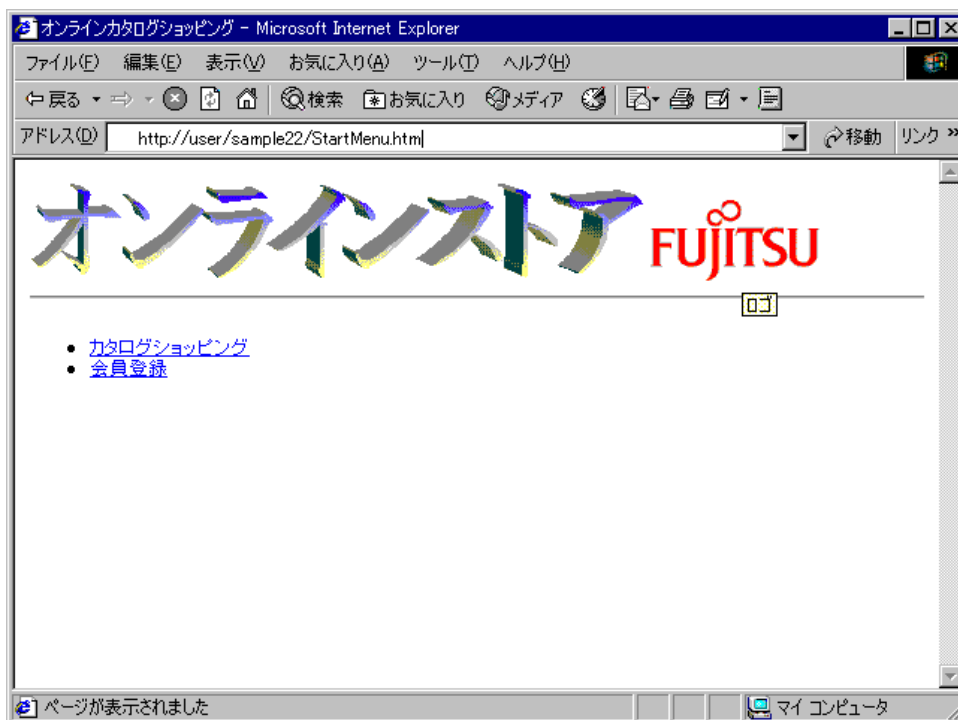 オンラインカタログショッピング - Microsoft Internet Explorer
ファイル(F) 編集(E) 表示(V) お気に入り(A) ツール(T) ヘルプ(H)
戻る 検索 お気に入り メディア
アドレス(D) http://user/sample22/StartMenu.htm 移動 リンク »
オンラインストア FUJITSU
ロゴ
カタログショッピング
会員登録
ページが表示されました マイ コンピュータ